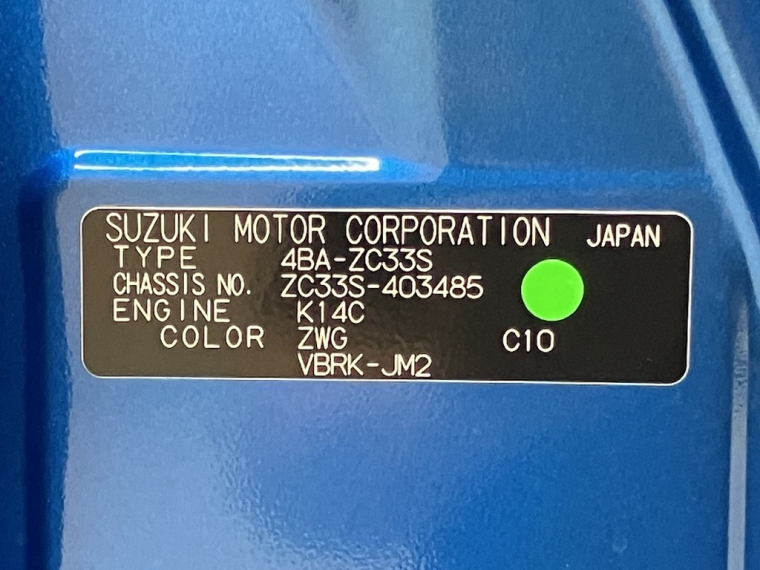 SUZUKI MOTOR CORPORATION JAPAN
TYPE 4BA-ZC33S
CHASSIS NO. ZC33S-403485
ENGINE K14C
COLOR ZWG C10
VBRK-JM2